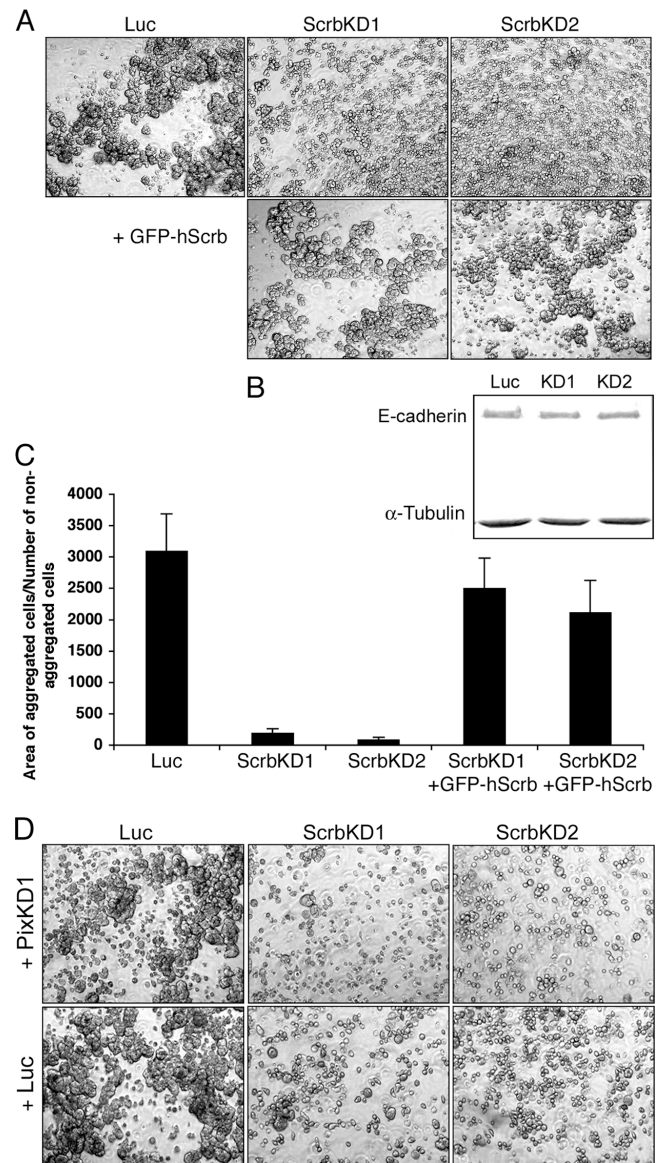 A
Luc ScrbKD1 ScrbKD2
+ GFP-hScrb
B
Luc KD1 KD2
E-cadherin
α-Tubulin
C
Area of aggregated cells/Number of non-
aggregated cells
4000
3500
3000
2500
2000
1500
1000
500
0
Luc ScrbKD1 ScrbKD2 ScrbKD1 ScrbKD2
+GFP-hScrb +GFP-hScrb
D
Luc ScrbKD1 ScrbKD2
+ PixKD1
+ Luc